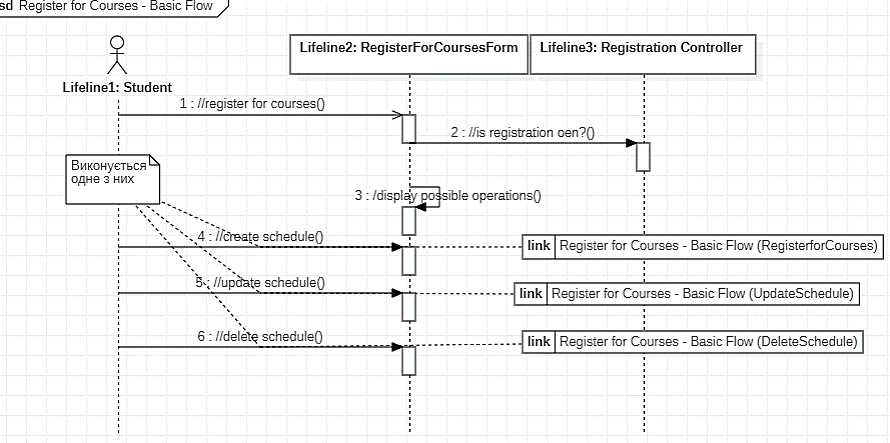 sd Register for Courses - Basic Flow
Lifeline1: Student
Lifeline2: RegisterForCoursesForm
Lifeline3: Registration Controller
1 : //register for courses()
2 : //is registration oen?()
Виконується
одне з них
3 : /display possible operations()
4 : //create schedule()
link Register for Courses - Basic Flow (RegisterforCourses)
5 : //update schedule()
link Register for Courses - Basic Flow (UpdateSchedule)
6 : //delete schedule()
link Register for Courses - Basic Flow (DeleteSchedule)